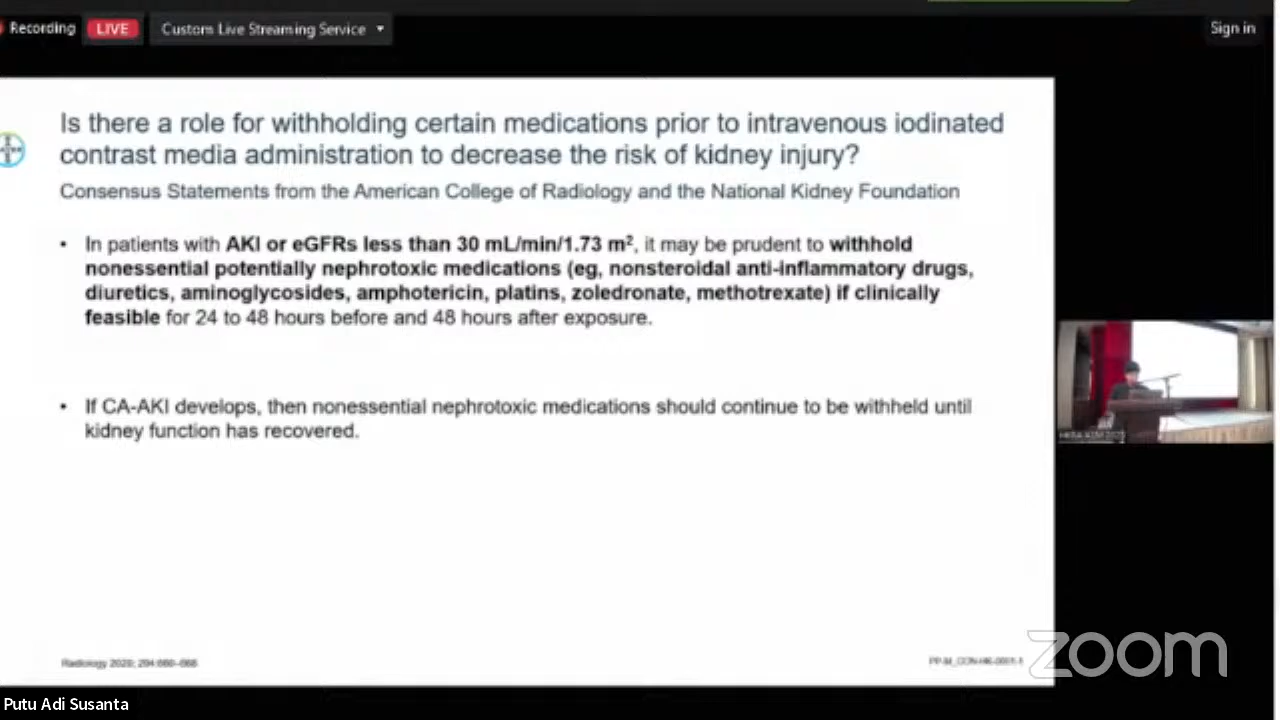 Recording
LIVE
Custom Live Streaming Service
Sign in
Is there a role for withholding certain medications prior to intravenous iodinated
contrast media administration to decrease the risk of kidney injury?
Consensus Statements from the American College of Radiology and the National Kidney Foundation
• In patients with AKI or eGFRs less than 30 mL/min/1.73 m², it may be prudent to withhold
nonessential potentially nephrotoxic medications (eg, nonsteroidal anti-inflammatory drugs,
diuretics, aminoglycosides, amphotericin, platins, zoledronate, methotrexate) if clinically
feasible for 24 to 48 hours before and 48 hours after exposure.
• If CA-AKI develops, then nonessential nephrotoxic medications should continue to be withheld until
kidney function has recovered.
Radiology 2020; 294:660–668
zoom
Putu Adi Susanta